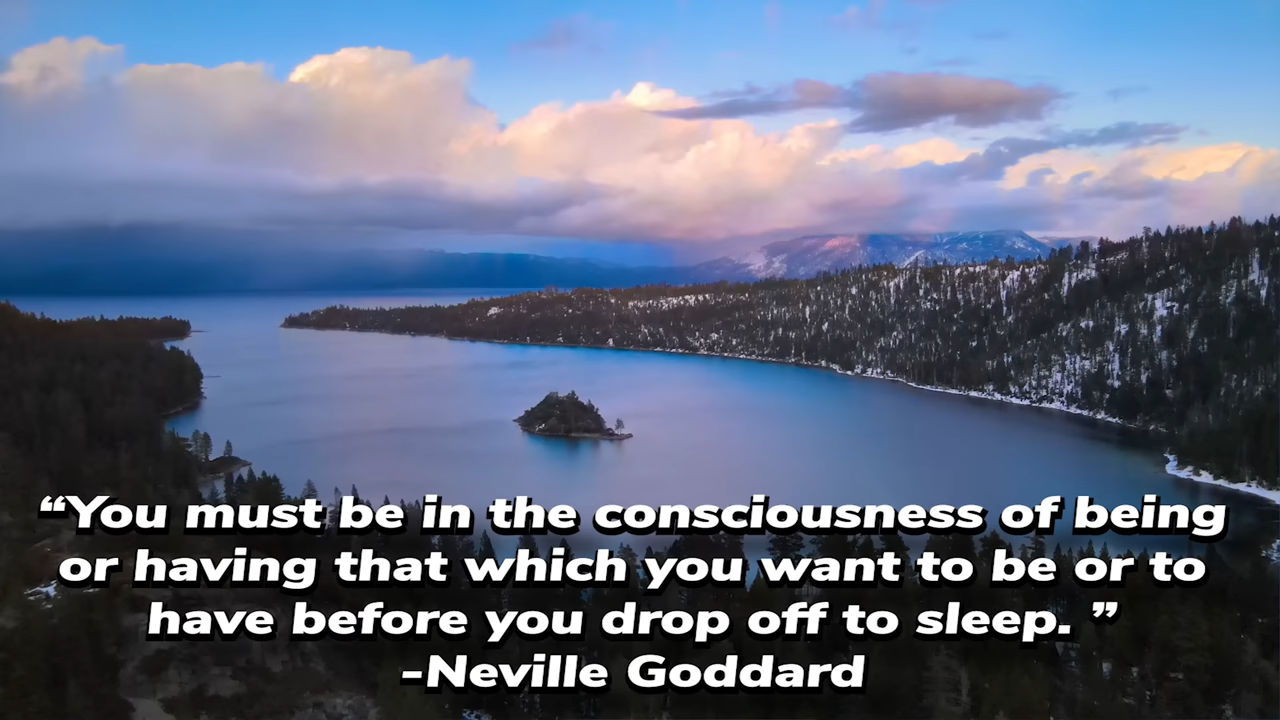 “You must be in the consciousness of being
or having that which you want to be or to
have before you drop off to sleep. ”
-Neville Goddard